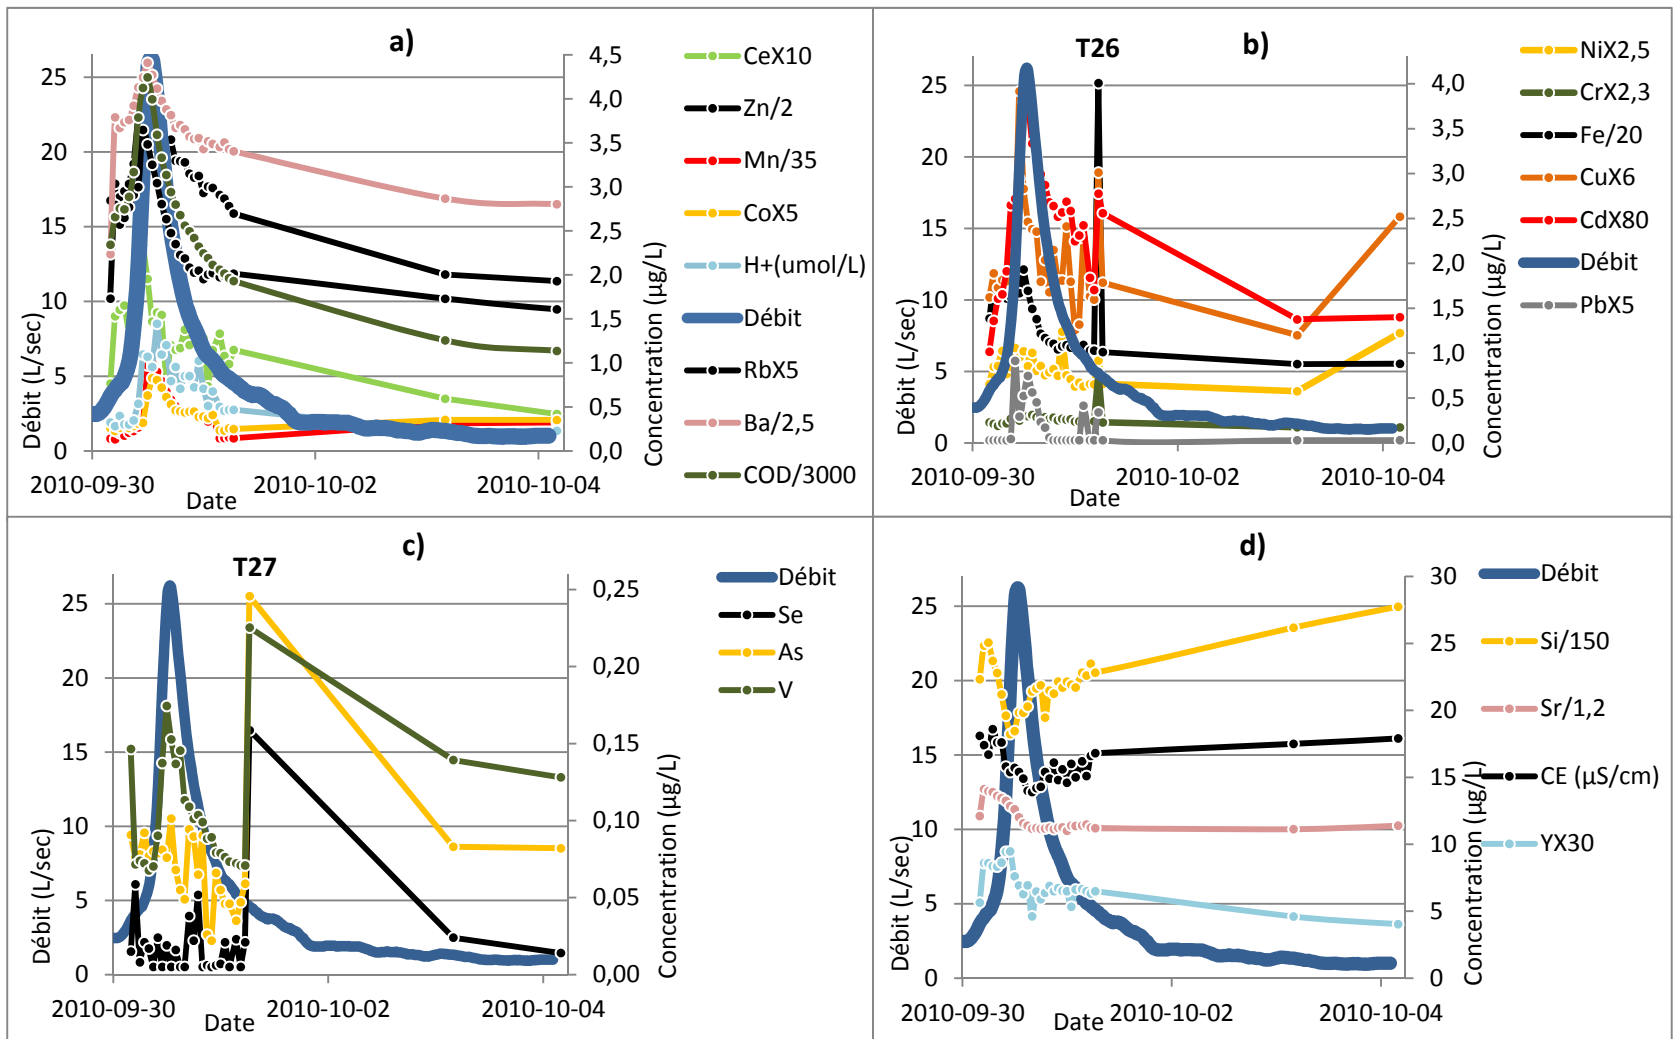 a)
25
20
15
10
5
0
Débit (L/sec)
4,5
4,0
3,5
3,0
2,5
2,0
1,5
1,0
0,5
0,0
Concentration (µg/L)
2010-09-30
2010-10-02
2010-10-04
Date
CeX10
Zn/2
Mn/35
CoX5
H+(umol/L)
Débit
RbX5
Ba/2,5
COD/3000
b)
T26
25
20
15
10
5
0
Débit (L/sec)
4,0
3,0
2,0
1,0
0,0
Concentration (µg/L)
2010-09-30
2010-10-02
2010-10-04
Date
NiX2,5
CrX2,3
Fe/20
CuX6
CdX80
Débit
PbX5
c)
T27
25
20
15
10
5
0
Débit (L/sec)
0,25
0,20
0,15
0,10
0,05
0,00
Concentration (µg/L)
2010-09-30
2010-10-02
2010-10-04
Date
Débit
Se
As
V
d)
25
20
15
10
5
0
Débit (L/sec)
30
25
20
15
10
5
0
Concentration (µg/L)
2010-09-30
2010-10-02
2010-10-04
Date
Débit
Si/150
Sr/1,2
CE (µS/cm)
YX30